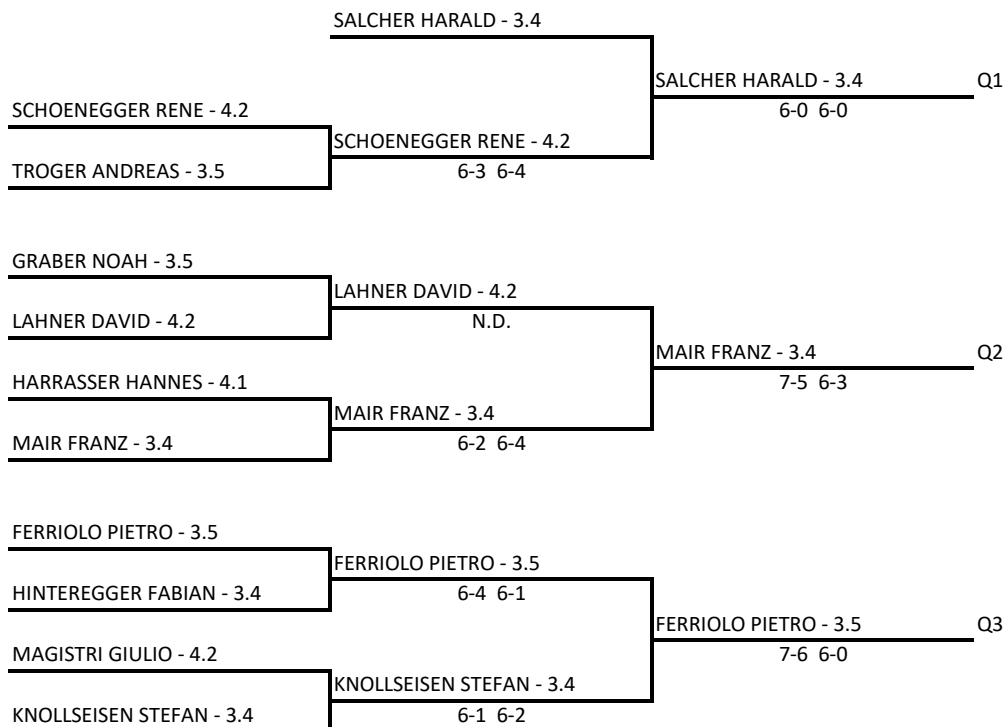 SALCHER HARALD - 3.4
SALCHER HARALD - 3.4 Q1
6-0 6-0
SCHOENEGGER RENE - 4.2
SCHOENEGGER RENE - 4.2
TROGER ANDREAS - 3.5
6-3 6-4
GRABER NOAH - 3.5
LAHNER DAVID - 4.2
LAHNER DAVID - 4.2
N.D.
MAIR FRANZ - 3.4 Q2
7-5 6-3
HARRASSER HANNES - 4.1
MAIR FRANZ - 3.4
MAIR FRANZ - 3.4
6-2 6-4
FERRIOLO PIETRO - 3.5
FERRIOLO PIETRO - 3.5
HINTEREGGER FABIAN - 3.4
6-4 6-1
FERRIOLO PIETRO - 3.5 Q3
7-6 6-0
MAGISTRI GIULIO - 4.2
KNOLLSEISEN STEFAN - 3.4
KNOLLSEISEN STEFAN - 3.4
6-1 6-2